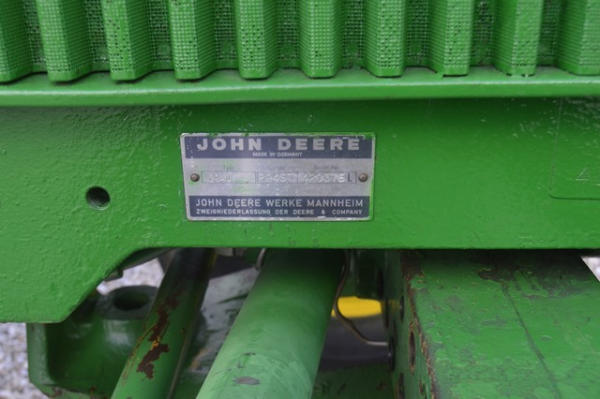 JOHN DEERE
MADE IN GERMANY
JOHN DEERE WERKE MANNHEIM
ZWEIGNIEDERLASSUNG DER DEERE & COMPANY